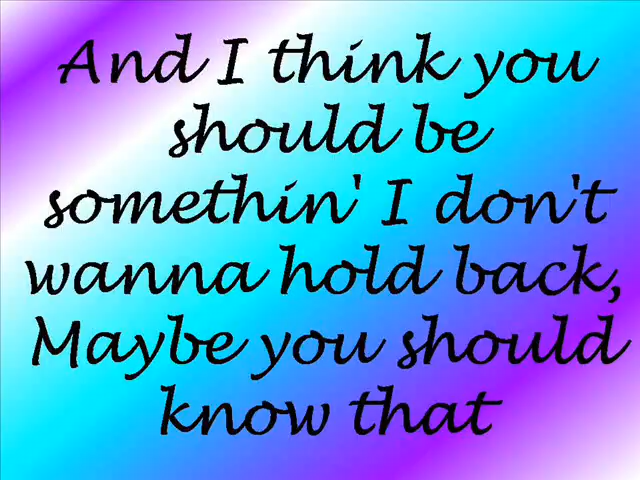 And I think you
should be
somethin' I don't
wanna hold back,
Maybe you should
know that